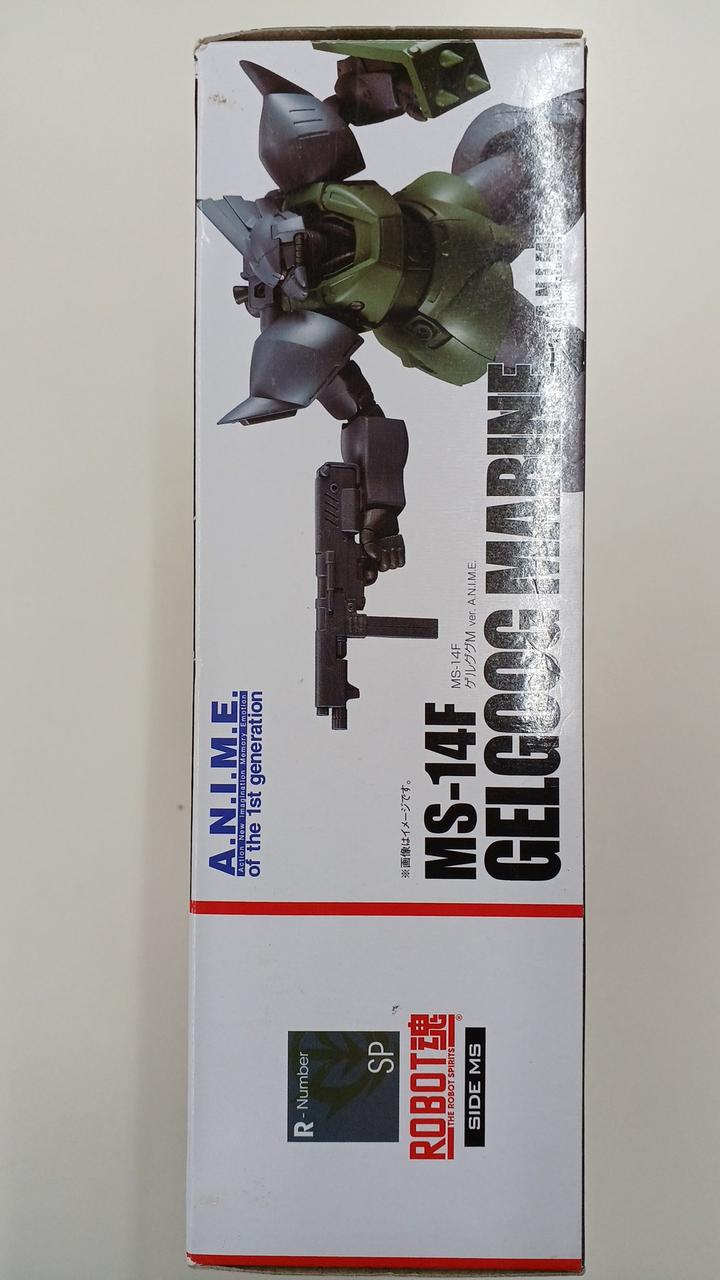 A.N.I.M.E.
Action New Imagination Memory Emotion
of the 1st generation
※画像はイメージです。
MS-14F
MS-14F
ゲルググM ver. A.N.I.M.E.
GELGOOG MARINE
R-Number
SP
ROBOT魂®
THE ROBOT SPIRITS
SIDE MS